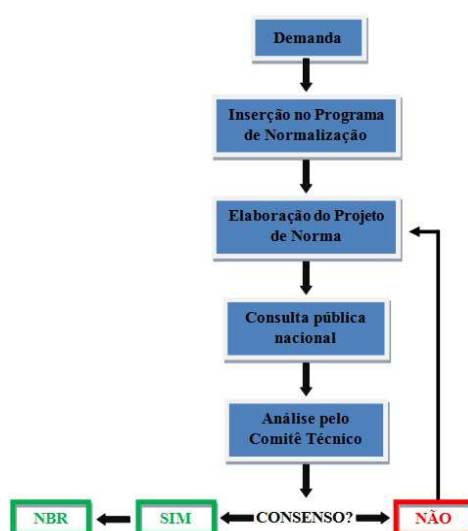 Demanda
Inserção no Programa
de Normalização
Elaboração do Projeto
de Norma
Consulta pública
nacional
Análise pelo
Comitê Técnico
NBR SIM CONSENSO? NÃO